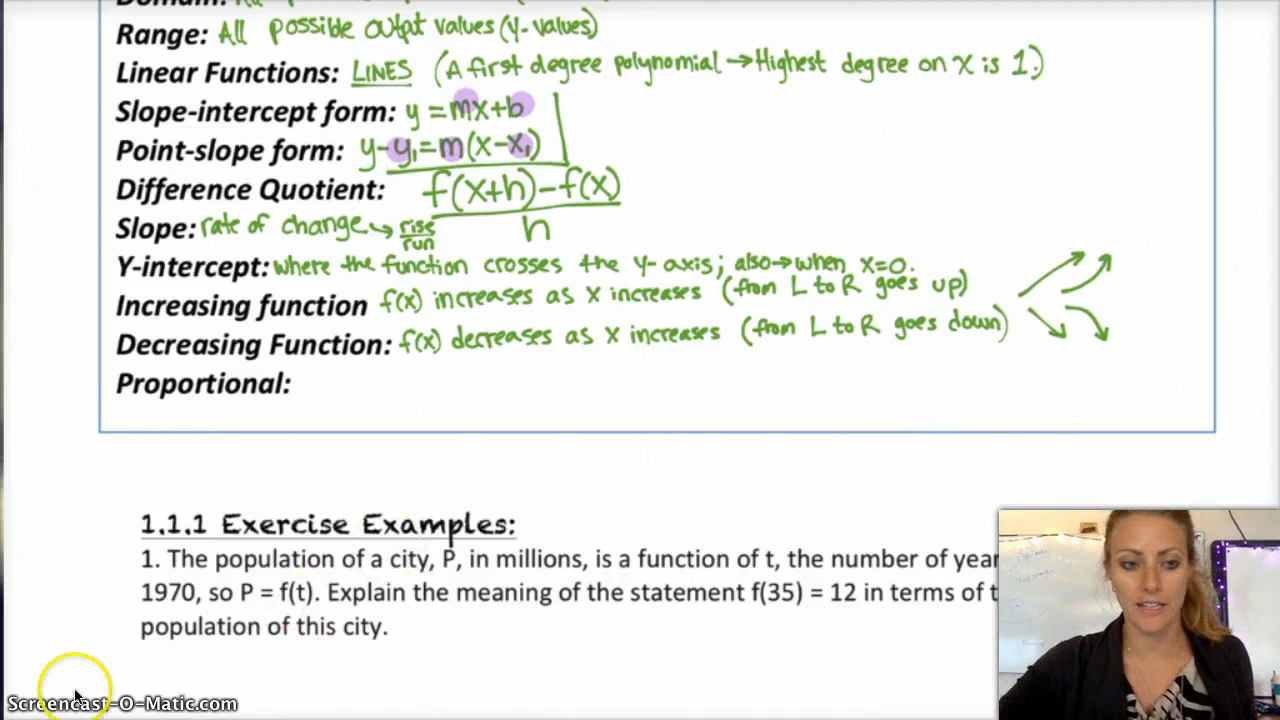 Domain:
Range: All possible output values (y-values)
Linear Functions: LINES (A first degree polynomial → Highest degree on x is 1.)
Slope-intercept form: y = mx+b
Point-slope form: y-y₁=m(x-x₁)
Difference Quotient: f(x+h)-f(x)
h
Slope: rate of change → rise
run
Y-intercept: where the function crosses the y-axis; also → when x=0.
Increasing function f(x) increases as x increases (from L to R goes up)
Decreasing Function: f(x) decreases as x increases (from L to R goes down)
Proportional:
1.1.1 Exercise Examples:
1. The population of a city, P, in millions, is a function of t, the number of year
1970, so P = f(t). Explain the meaning of the statement f(35) = 12 in terms of t
population of this city.
Screencast-O-Matic.com